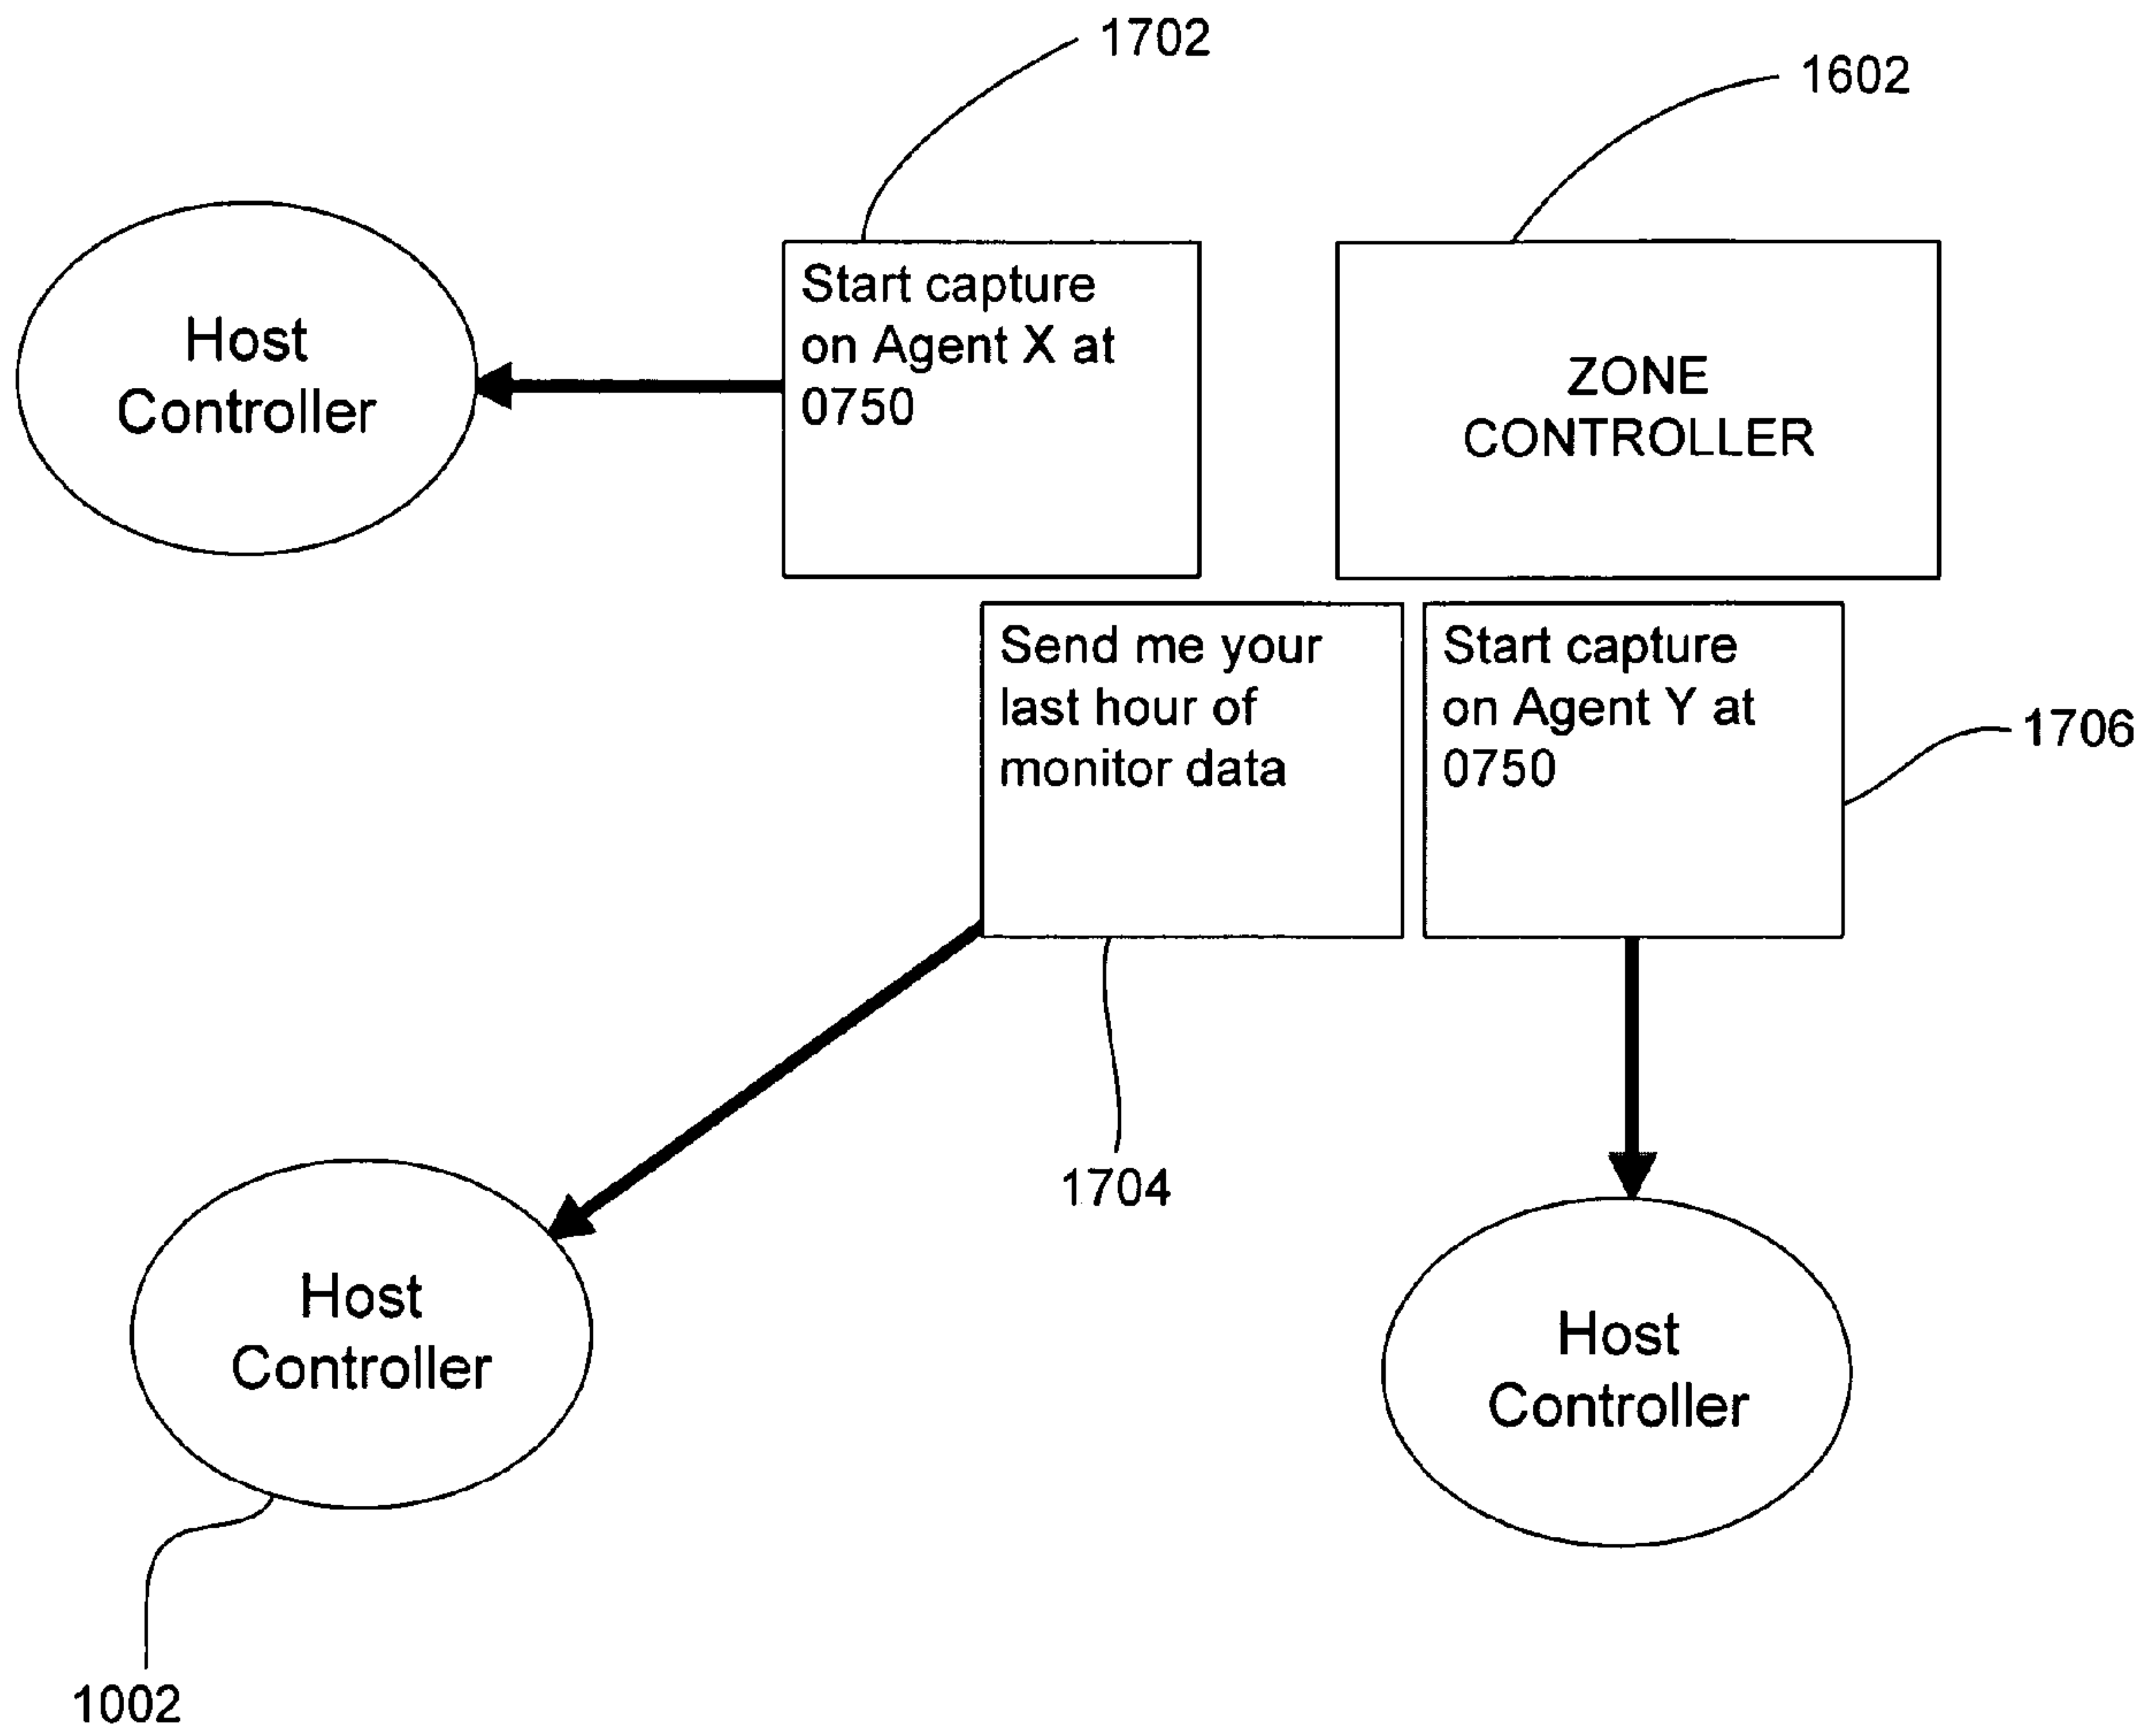 1702
1602
Host
Controller
Start capture
on Agent X at
0750
ZONE
CONTROLLER
Send me your
last hour of
monitor data
Start capture
on Agent Y at
0750
1706
1704
Host
Controller
Host
Controller
1002